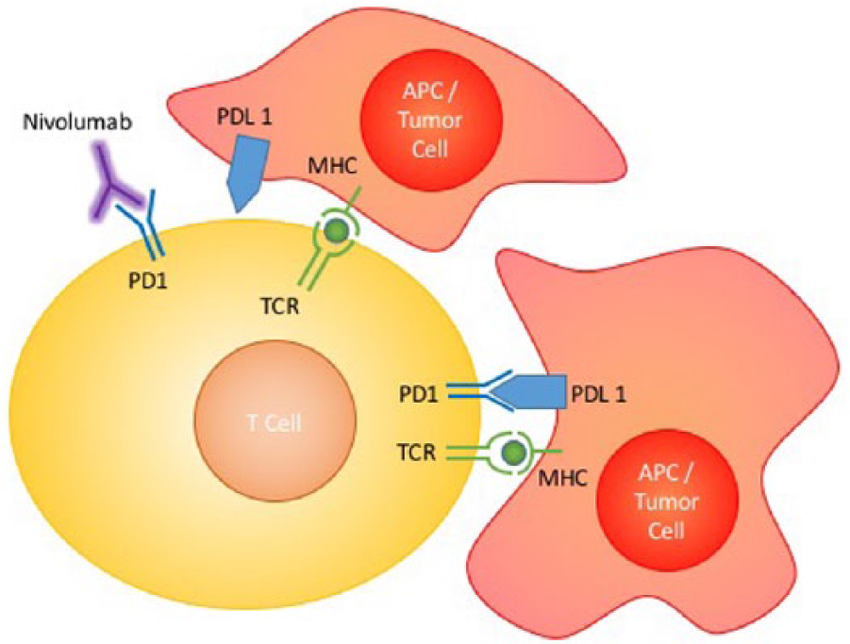 APC /
Tumor
Cell
PDL 1
Nivolumab
MHC
PD1
TCR
PD1
PDL 1
T Cell
TCR
MHC
APC /
Tumor
Cell